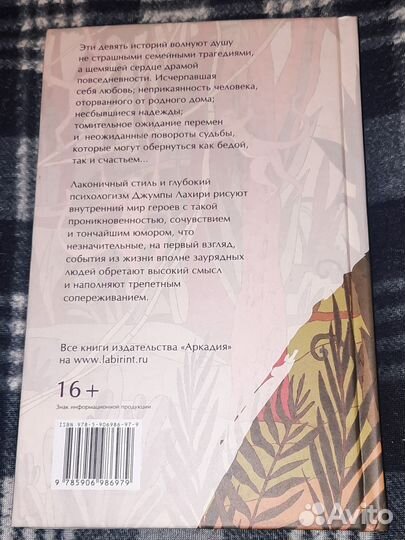 Эти девять историй волнуют душу
не страшными семейными трагедиями,
а щемящей сердце драмой
повседневности. Исчерпавшая
себя любовь; неприкаянность человека,
оторванного от родного дома;
несбывшиеся надежды;
томительное ожидание перемен
и неожиданные повороты судьбы,
которые могут обернуться как бедой,
так и счастьем...
Лаконичный стиль и глубокий
психологизм Джумпы Лахири рисуют
внутренний мир героев с такой
проникновенностью, сочувствием
и тончайшим юмором, что
незначительные, на первый взгляд,
события из жизни вполне заурядных
людей обретают высокий смысл
и наполняют трепетным
сопереживанием.
Все книги издательства «Аркадия»
на www.labirint.ru
16+
Знак информационной продукции
ISBN 978-5-906986-97-9
9 785906 986979
Avito